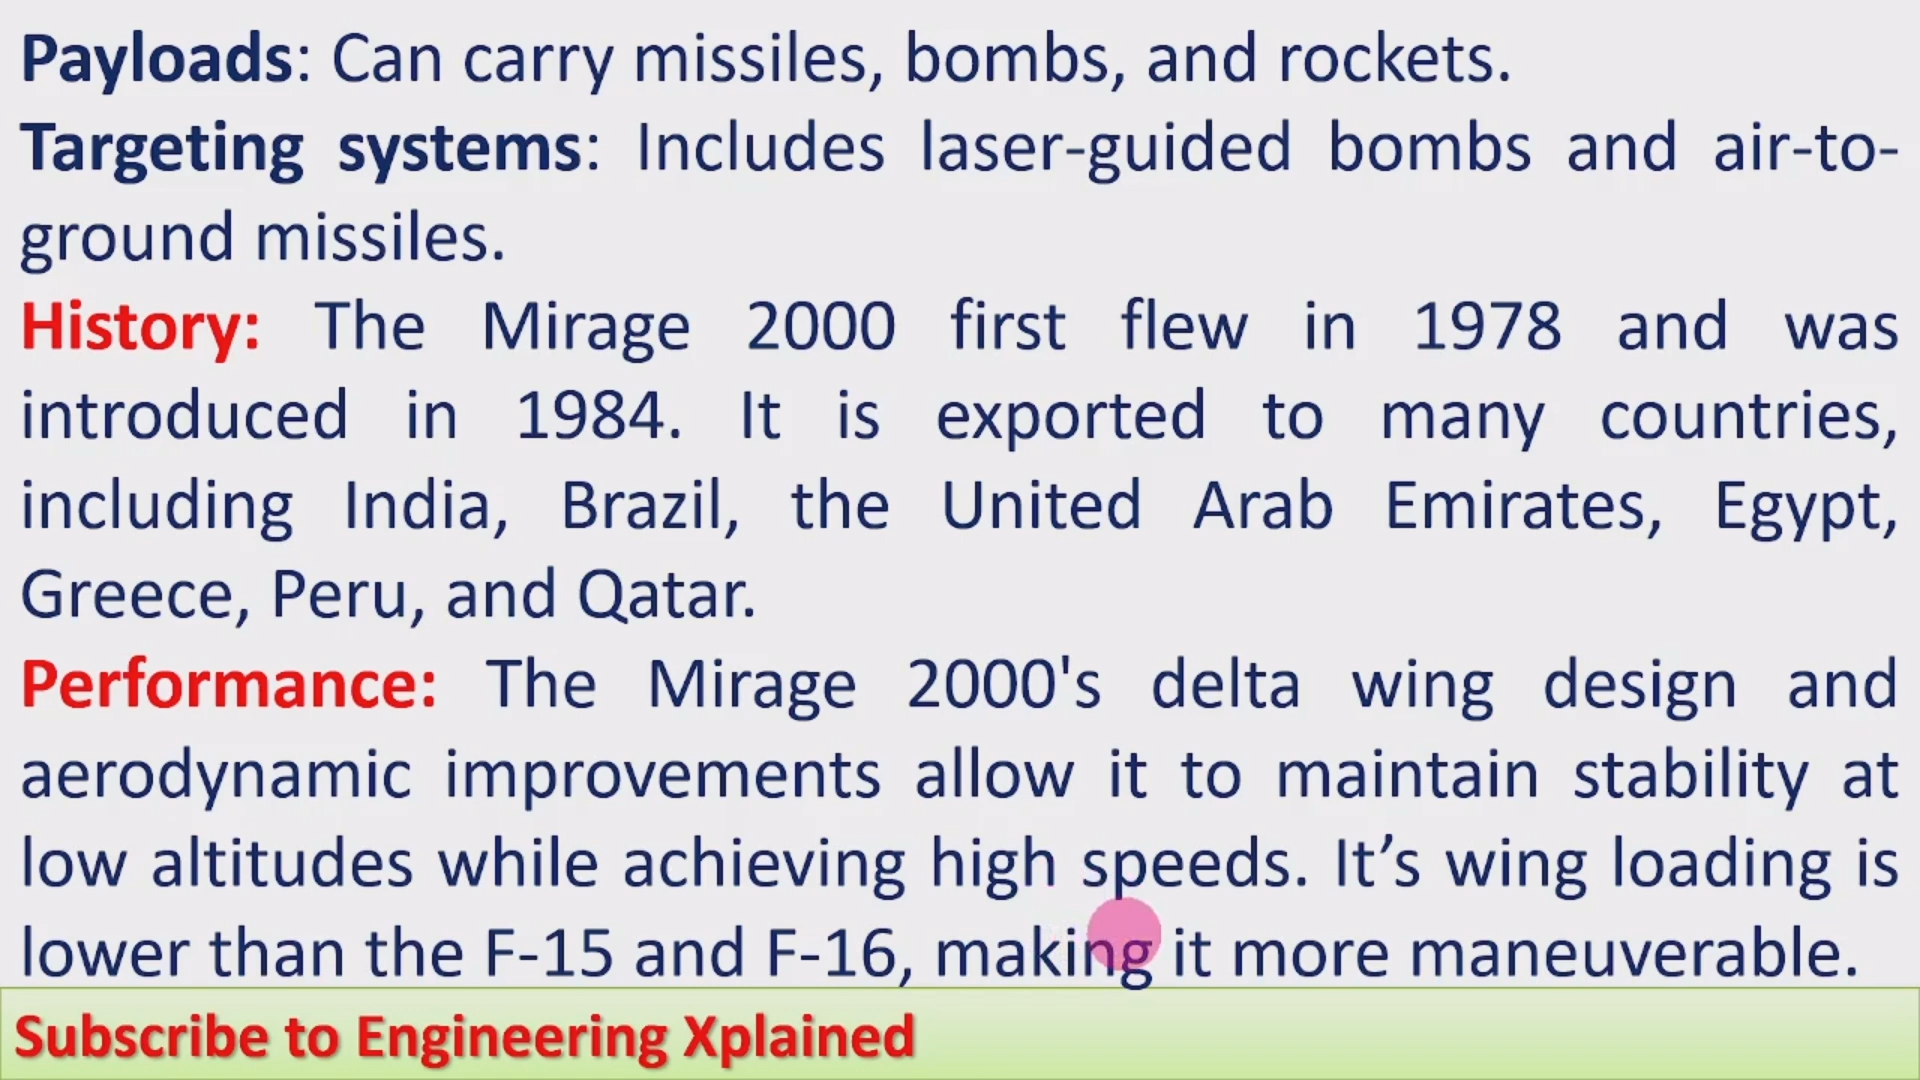 Payloads: Can carry missiles, bombs, and rockets.
Targeting systems: Includes laser-guided bombs and air-to-
ground missiles.
History: The Mirage 2000 first flew in 1978 and was
introduced in 1984. It is exported to many countries,
including India, Brazil, the United Arab Emirates, Egypt,
Greece, Peru, and Qatar.
Performance: The Mirage 2000's delta wing design and
aerodynamic improvements allow it to maintain stability at
low altitudes while achieving high speeds. It’s wing loading is
lower than the F-15 and F-16, making it more maneuverable.
Subscribe to Engineering Xplained